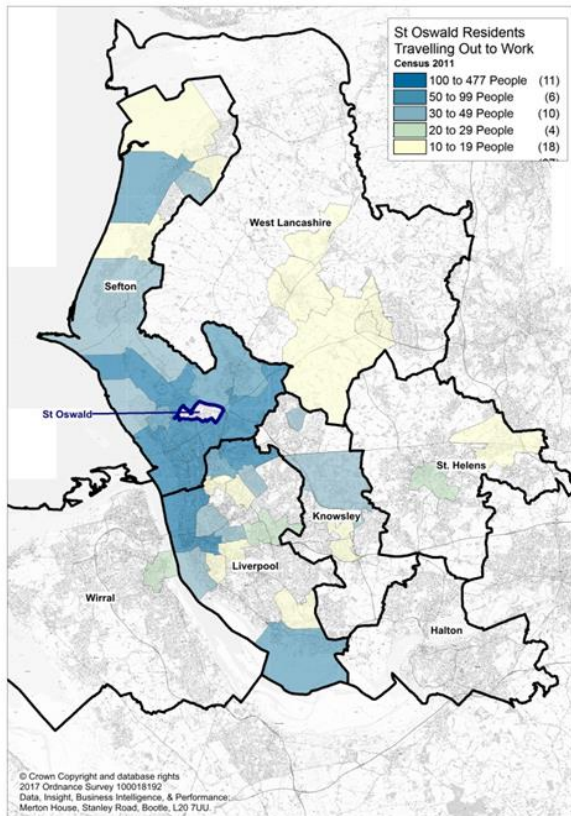 St Oswald Residents
Travelling Out to Work
Census 2011
100 to 477 People (11)
50 to 99 People (6)
30 to 49 People (10)
20 to 29 People (4)
10 to 19 People (18)
West Lancashire
Sefton
St Oswald
St. Helens
Knowsley
Liverpool
Wirral
Halton
© Crown Copyright and database rights
2017 Ordnance Survey 100018192
Data, Insight, Business Intelligence, & Performance,
Merton House, Stanley Road, Bootle, L20 7UU.